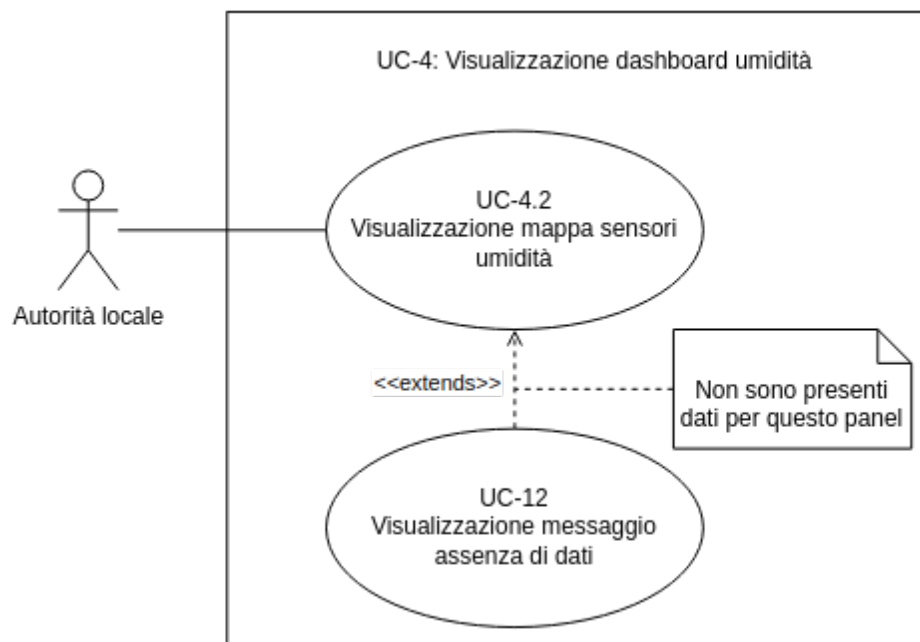 UC-4: Visualizzazione dashboard umidità
UC-4.2
Visualizzazione mappa sensori
umidità
Autorità locale
<<extends>>
Non sono presenti
dati per questo panel
UC-12
Visualizzazione messaggio
assenza di dati